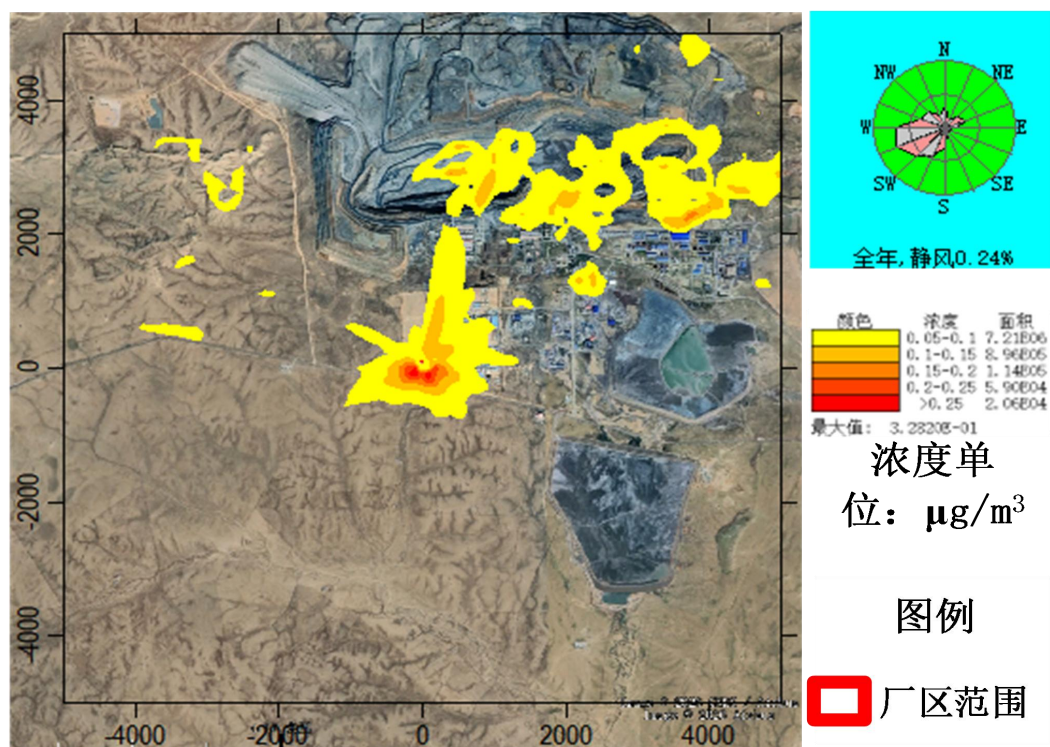 N
NW
NE
W
E
SW
SE
S
全年,静风0.24%
颜色 浓度 面积
0.05-0.1 7.21E06
0.1-0.15 8.96E05
0.15-0.2 1.14E05
0.2-0.25 5.90E04
>0.25 2.06E04
最大值: 3.2820E-01
浓度单
位：μg/m³
图例
厂区范围
4000
2000
0
-2000
-4000
-4000
-2000
0
2000
4000